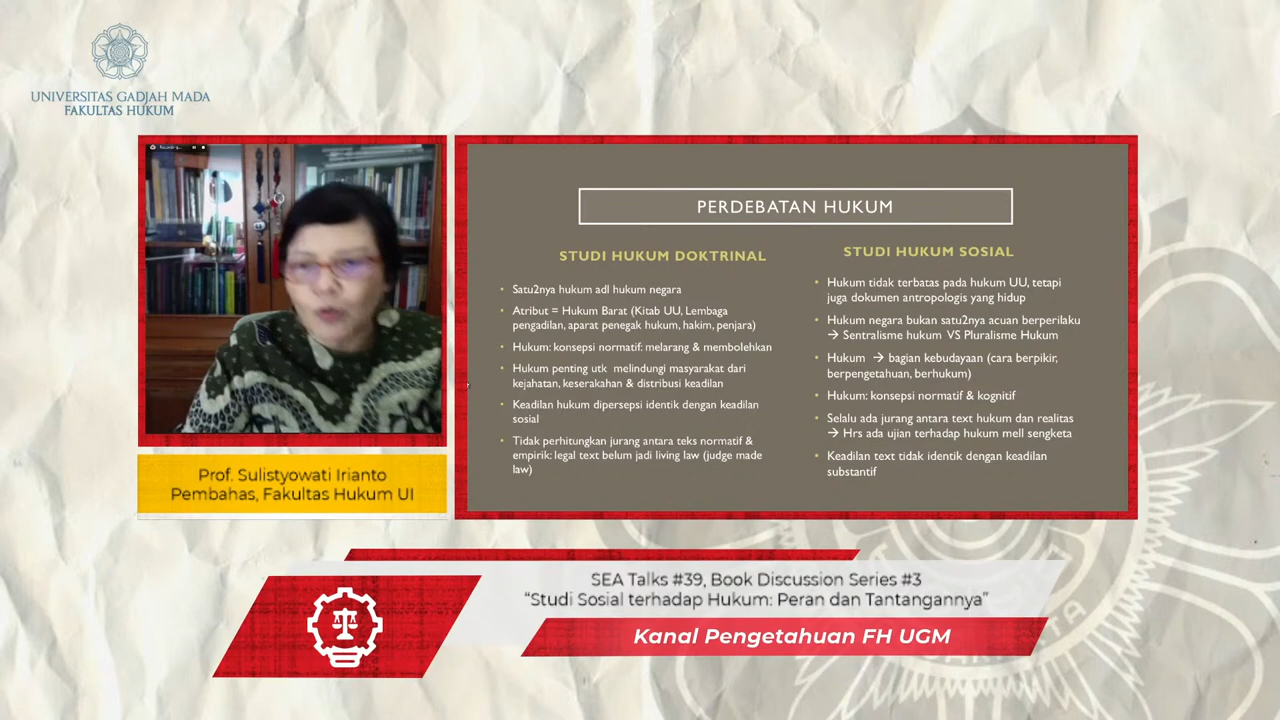 UNIVERSITAS GADJAH MADA
FAKULTAS HUKUM
PERDEBATAN HUKUM
STUDI HUKUM DOKTRINAL
• Satu2nya hukum adl hukum negara
• Atribut = Hukum Barat (Kitab UU, Lembaga
pengadilan, aparat penegak hukum, hakim, penjara)
• Hukum: konsepsi normatif: melarang & membolehkan
• Hukum penting utk melindungi masyarakat dari
kejahatan, keserakahan & distribusi keadilan
• Keadilan hukum dipersepsi identik dengan keadilan
sosial
• Tidak perhitungkan jurang antara teks normatif &
empirik: legal text belum jadi living law (judge made
law)
STUDI HUKUM SOSIAL
• Hukum tidak terbatas pada hukum UU, tetapi
juga dokumen antropologis yang hidup
• Hukum negara bukan satu2nya acuan berperilaku
→ Sentralisme hukum VS Pluralisme Hukum
• Hukum → bagian kebudayaan (cara berpikir,
berpengetahuan, berhukum)
• Hukum: konsepsi normatif & kognitif
• Selalu ada jurang antara text hukum dan realitas
→ Hrs ada ujian terhadap hukum mell sengketa
• Keadilan text tidak identik dengan keadilan
substantif
Prof. Sulistyowati Irianto
Pembahas, Fakultas Hukum UI
SEA Talks #39, Book Discussion Series #3
“Studi Sosial terhadap Hukum: Peran dan Tantangannya”
Kanal Pengetahuan FH UGM